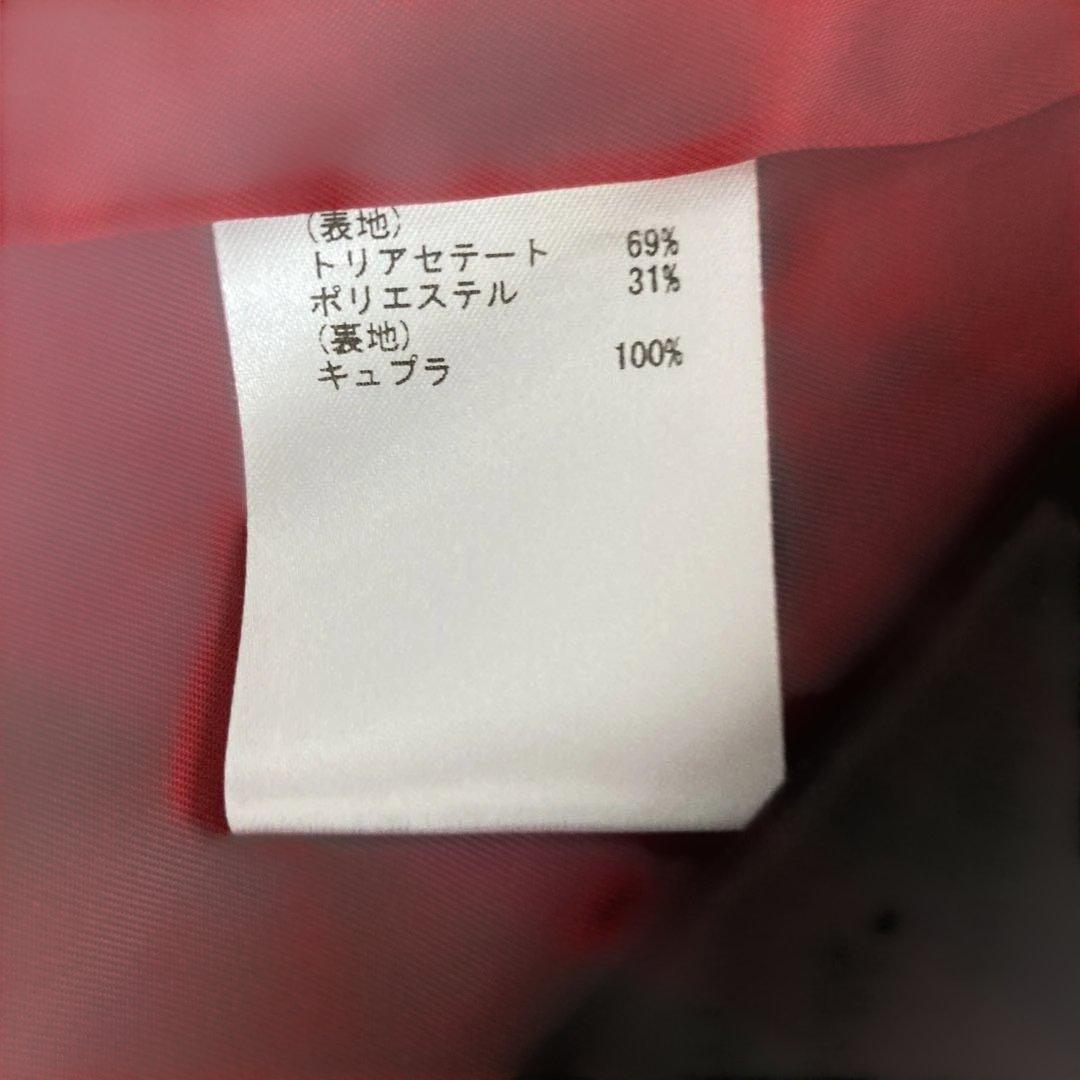 (表地)
トリアセテート 69%
ポリエステル 31%
(裏地)
キュプラ 100%